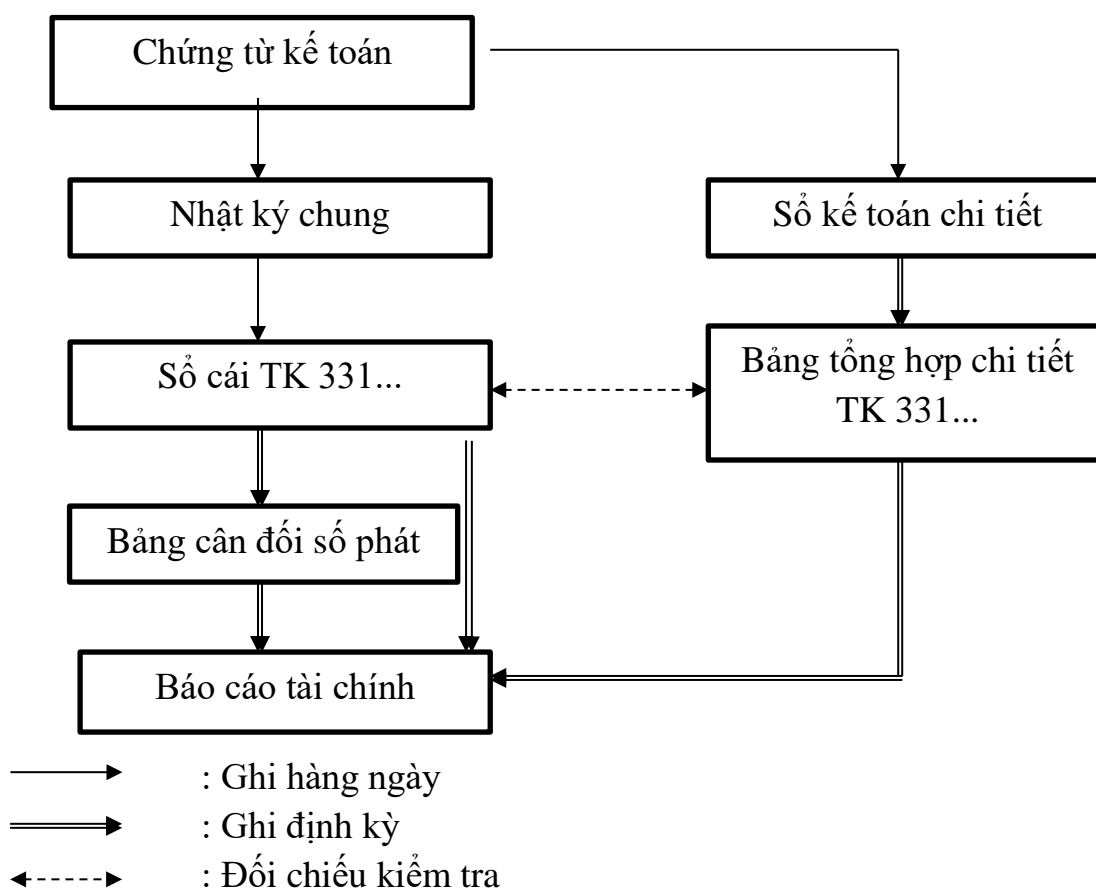 Chứng từ kế toán
Nhật ký chung
Sổ kế toán chi tiết
Sổ cái TK 331...
Bảng tổng hợp chi tiết
TK 331...
Bảng cân đối số phát
Báo cáo tài chính
: Ghi hàng ngày
: Ghi định kỳ
: Đối chiếu kiểm tra